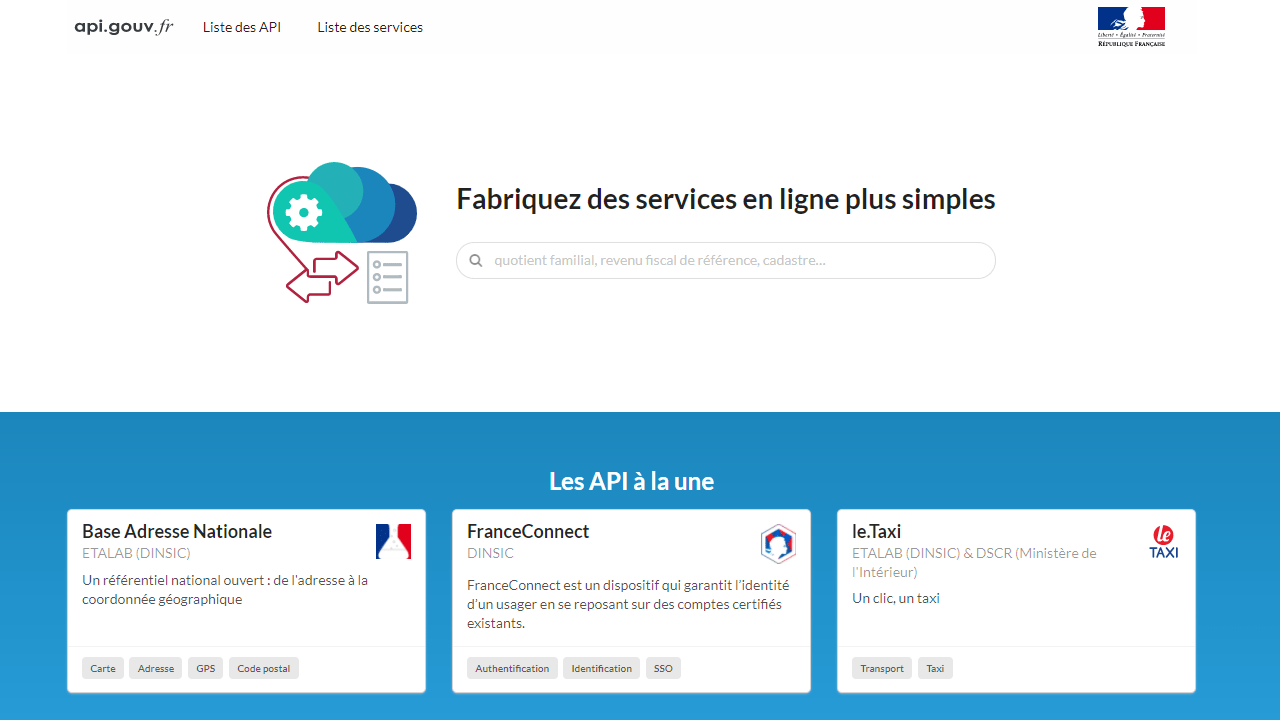 api.gouv.fr
Liste des API
Liste des services
Liberté • Égalité • Fraternité
RÉPUBLIQUE FRANÇAISE
Fabriquez des services en ligne plus simples
quotient familial, revenu fiscal de référence, cadastre...
Les API à la une
Base Adresse Nationale
ETALAB (DINSIC)
Un référentiel national ouvert : de l'adresse à la
coordonnée géographique
Carte
Adresse
GPS
Code postal
FranceConnect
DINSIC
FranceConnect est un dispositif qui garantit l’identité
d’un usager en se reposant sur des comptes certifiés
existants.
Authentification
Identification
SSO
le.Taxi
ETALAB (DINSIC) & DSCR (Ministère de
l'Intérieur)
le
TAXI
Un clic, un taxi
Transport
Taxi